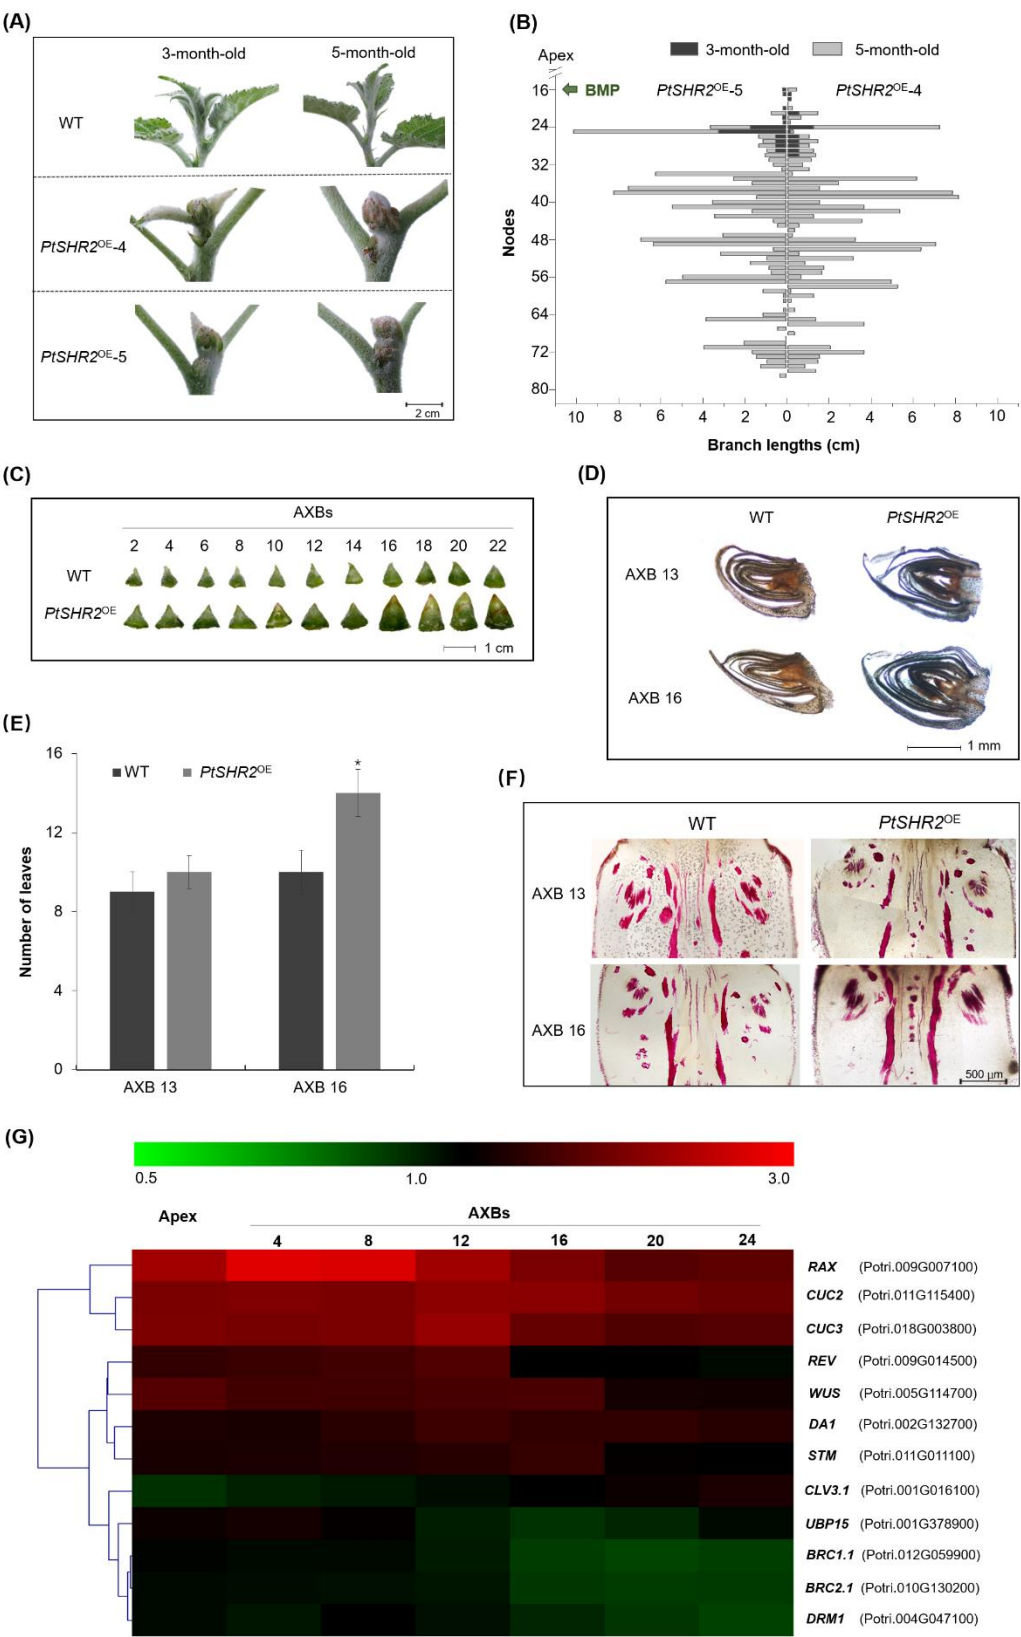 (A)
3-month-old 5-month-old
WT
PtSHR2OE-4
PtSHR2OE-5
2 cm
(B)
Apex
3-month-old 5-month-old
BMP
PtSHR2OE-5 PtSHR2OE-4
16
24
32
40
48
56
64
72
80
Nodes
10 8 6 4 2 0 2 4 6 8 10
Branch lengths (cm)
(C)
AXBs
2 4 6 8 10 12 14 16 18 20 22
WT
PtSHR2OE
1 cm
(D)
WT PtSHR2OE
AXB 13
AXB 16
1 mm
(E)
16
12
8
4
0
Number of leaves
WT PtSHR2OE
*
AXB 13 AXB 16
(F)
WT PtSHR2OE
AXB 13
AXB 16
500 µm
(G)
0.5 1.0 3.0
Apex AXBs
4 8 12 16 20 24
RAX (Potri.009G007100)
CUC2 (Potri.011G115400)
CUC3 (Potri.018G003800)
REV (Potri.009G014500)
WUS (Potri.005G114700)
DA1 (Potri.002G132700)
STM (Potri.011G011100)
CLV3.1 (Potri.001G016100)
UBP15 (Potri.001G378900)
BRC1.1 (Potri.012G059900)
BRC2.1 (Potri.010G130200)
DRM1 (Potri.004G047100)